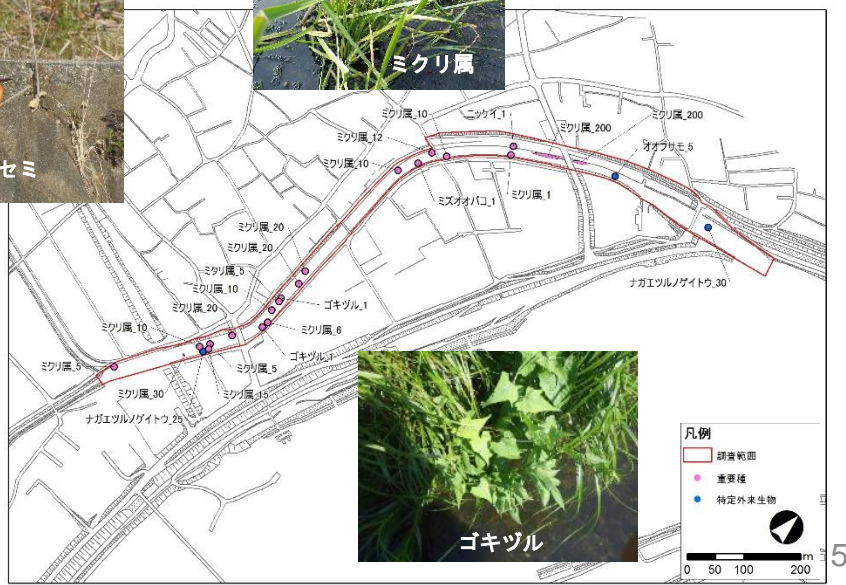 ミクリ属
セミ
ミクリ属_10
ニッケイ_1
ミクリ属_200
ミクリ属_12
ミクリ属_200
ミクリ属_10
オオフサモ_5
ミズオオバコ_1
ミクリ属_1
ミクリ属_20
ミクリ属_20
ミクリ属_5
ナガエツルノゲイトウ_30
ミクリ属_10
ゴキヅル_1
ミクリ属_20
ミクリ属_10
ミクリ属_6
ゴキヅル_1
ミクリ属_5
ミクリ属_5
ミクリ属_30
ミクリ属_15
ナガエツルノゲイトウ_25
ゴキヅル
凡例
調査範囲
重要種
特定外来生物
m
0 50 100 200
5